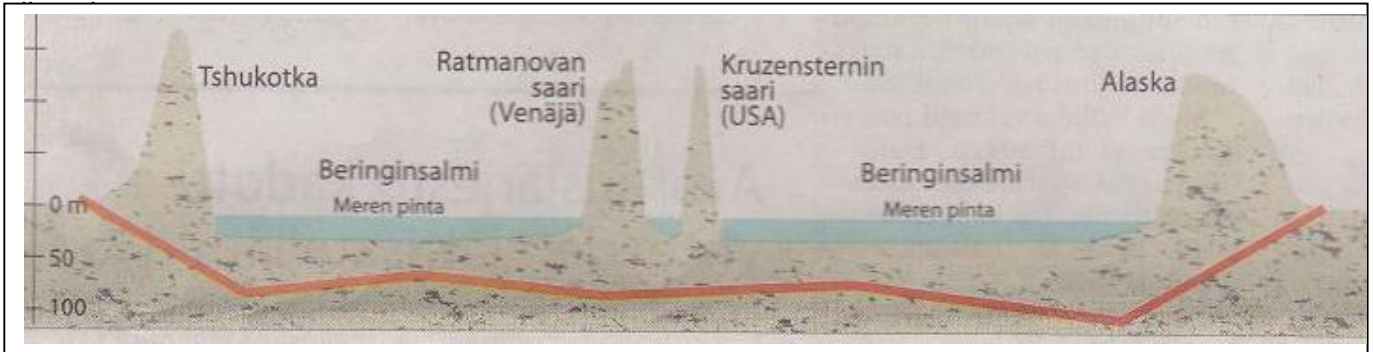 Tshukotka
Ratmanovan
saari
(Venäjä)
Kruzensternin
saari
(USA)
Alaska
Beringinsalmi
Meren pinta
Beringinsalmi
Meren pinta
0 m
50
100